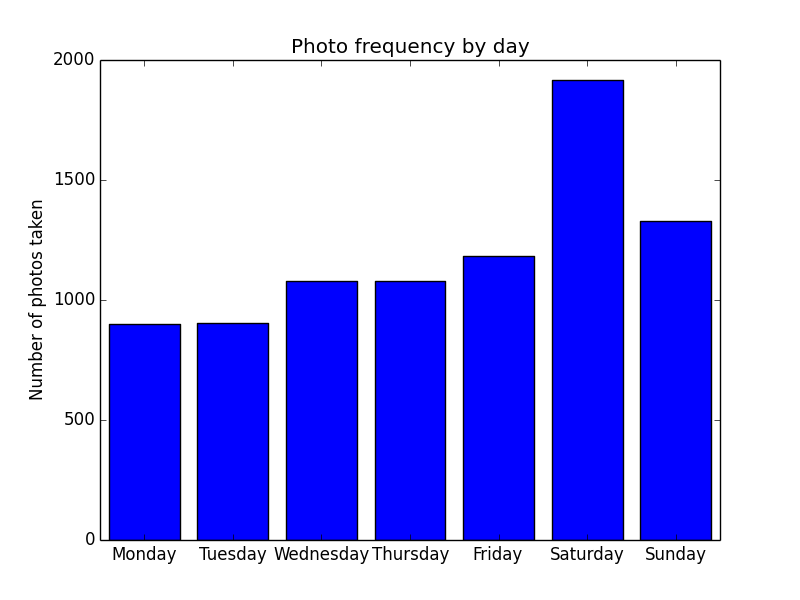 Photo frequency by day
2000
1500
1000
500
0
Number of photos taken
Monday Tuesday Wednesday Thursday Friday Saturday Sunday